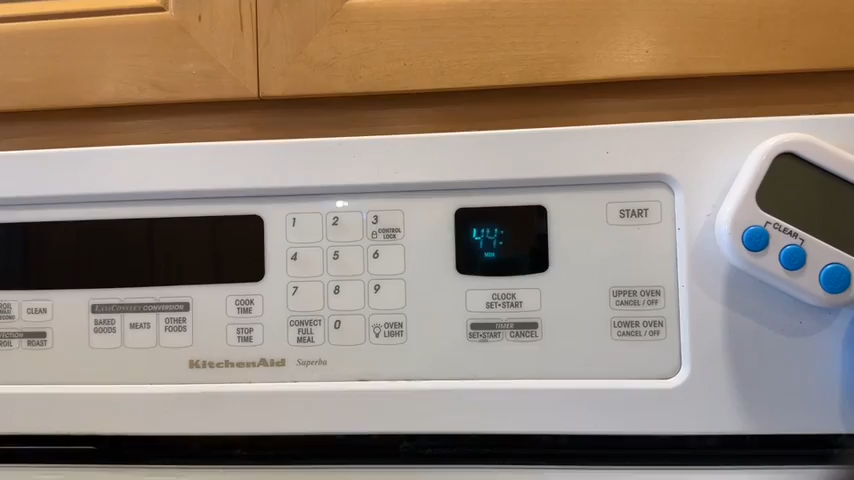 1
2
3
CONTROL
LOCK
4
5
6
7
8
9
CONVECT
FULL
MEAL
0
OVEN
LIGHT
CLEAN
ROAST
CONVERSION
BAKED
GOODS
MEATS
OTHER
FOODS
COOK
TIME
STOP
TIME
KitchenAid Superba
44:
MIN
CLOCK
SET•START
TIMER
SET•START
CANCEL
START
UPPER OVEN
CANCEL / OFF
LOWER OVEN
CANCEL / OFF
CLEAR